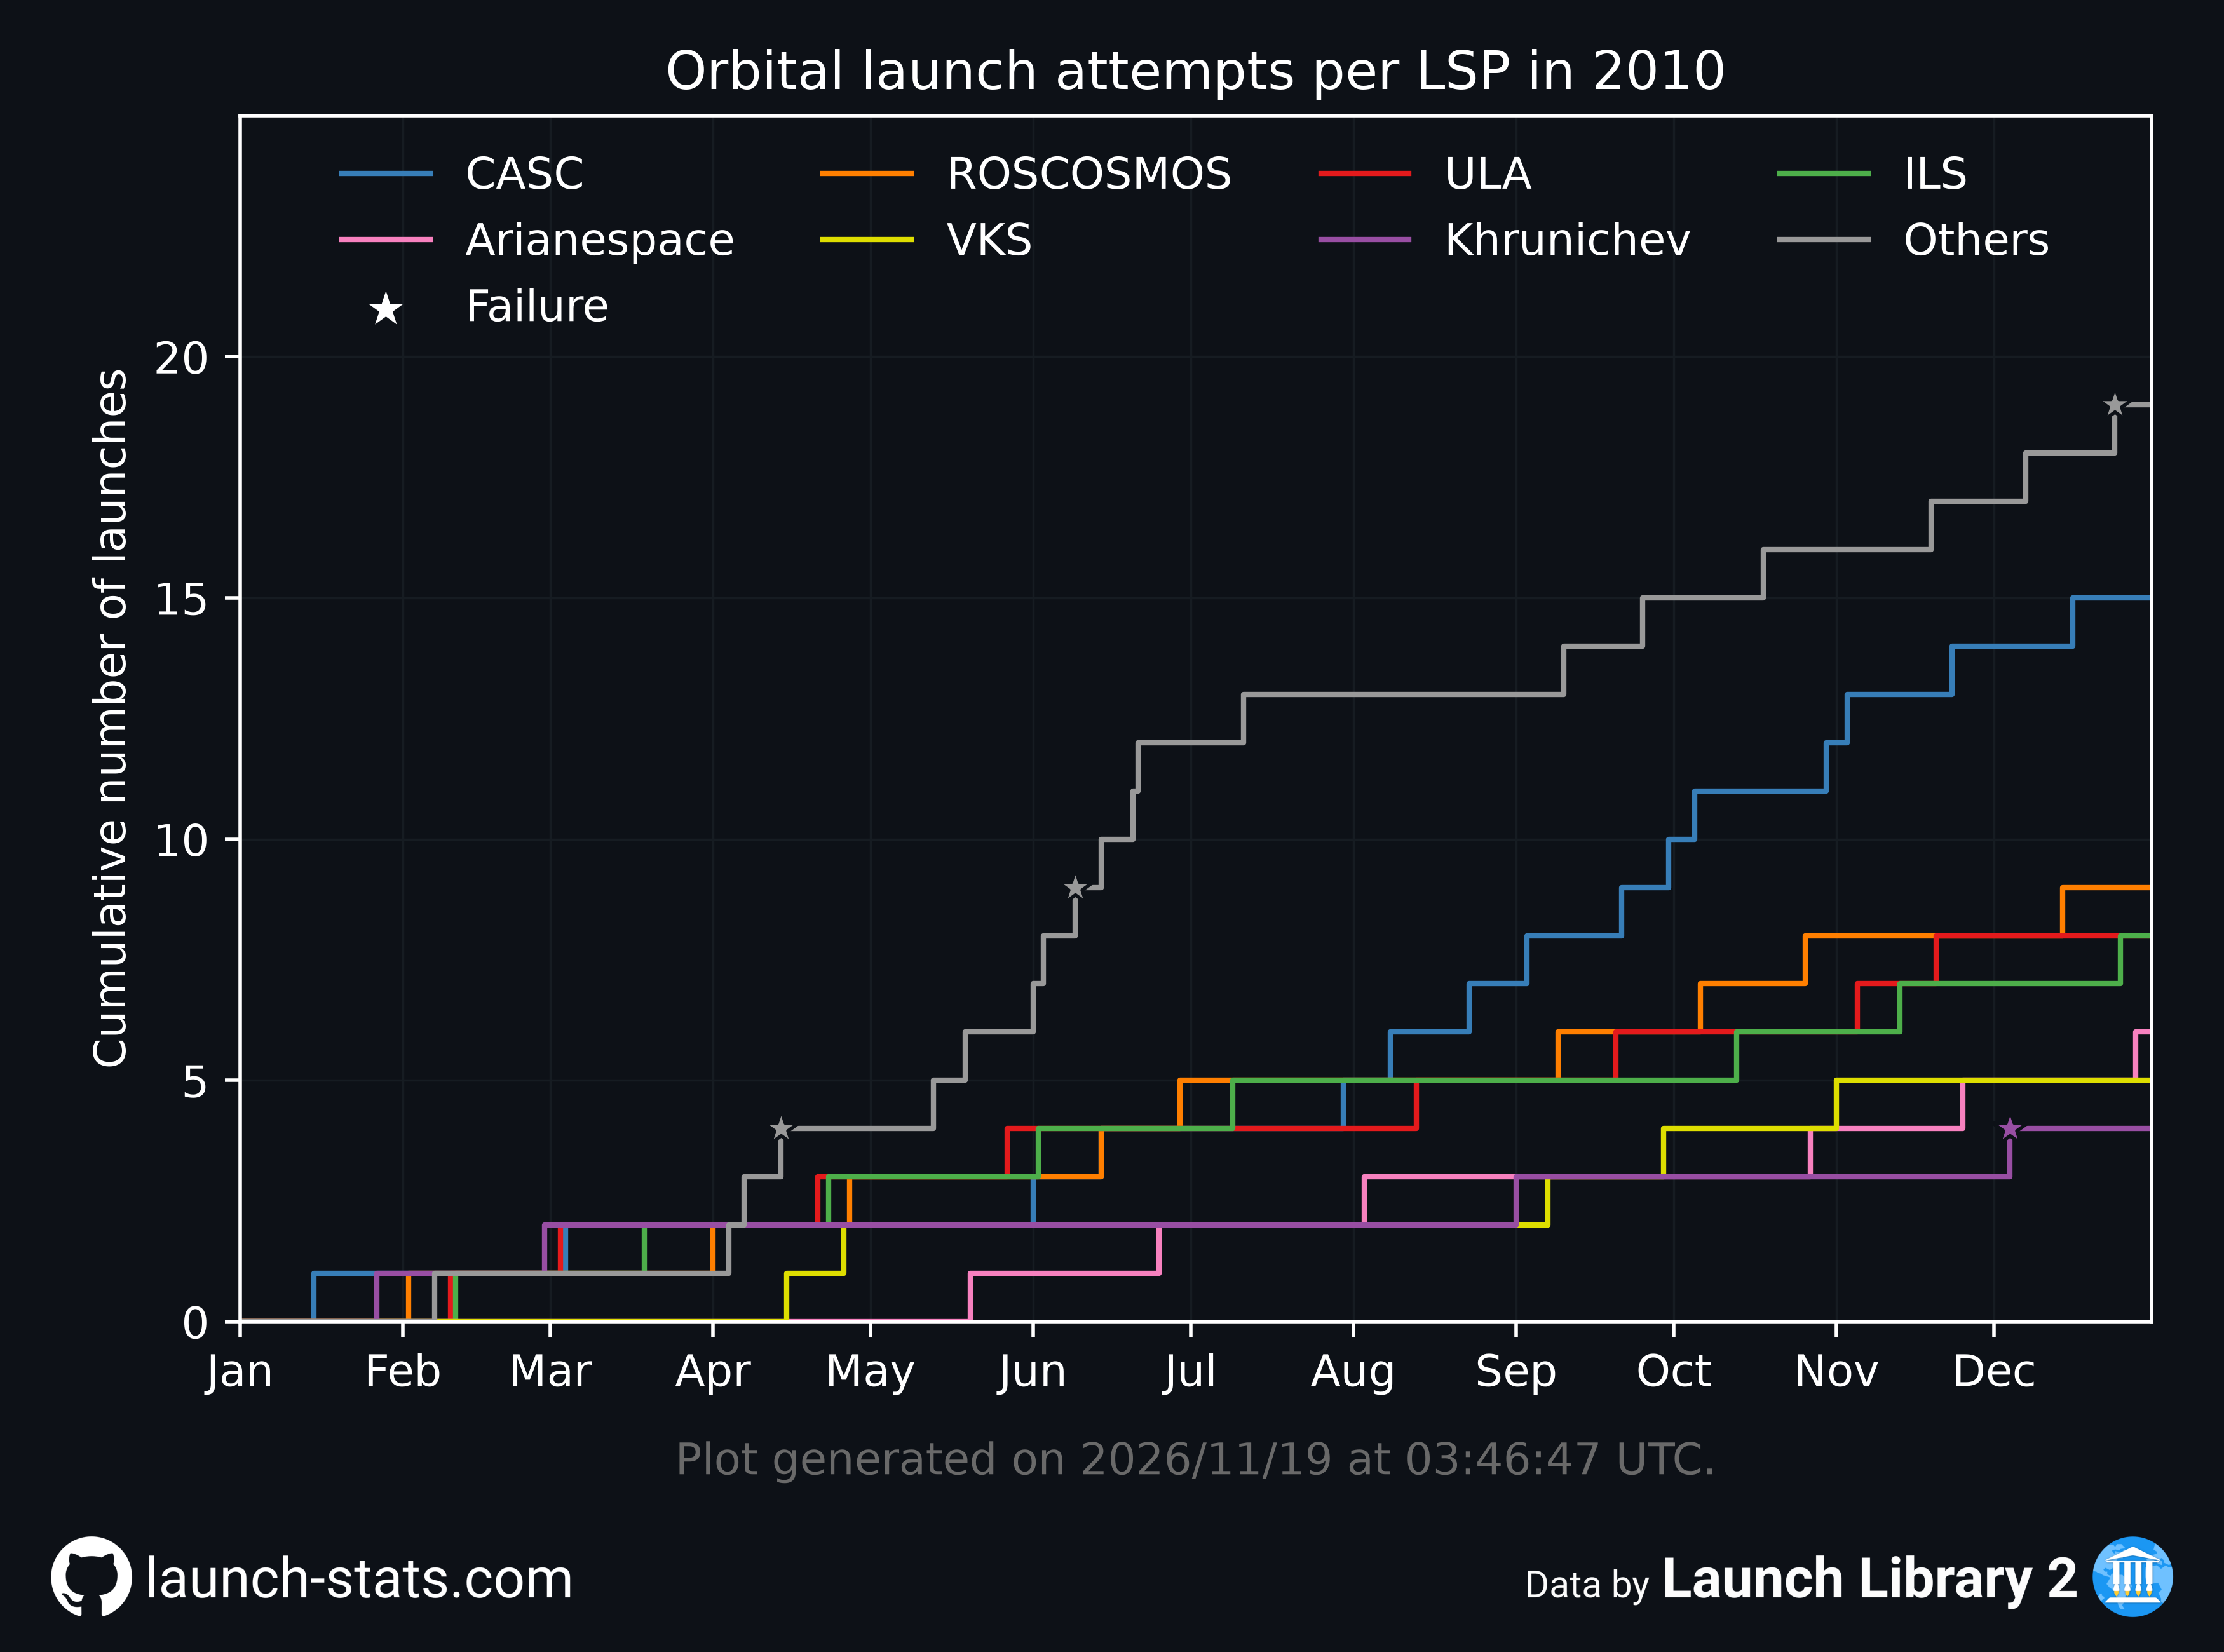 Orbital launch attempts per LSP in 2010
CASC ROSCOSMOS ULA ILS
Arianespace VKS Khrunichev Others
Failure
Cumulative number of launches
20
15
10
5
0
Jan Feb Mar Apr May Jun Jul Aug Sep Oct Nov Dec
Plot generated on 2026/11/19 at 03:46:47 UTC.
launch-stats.com
Data by Launch Library 2